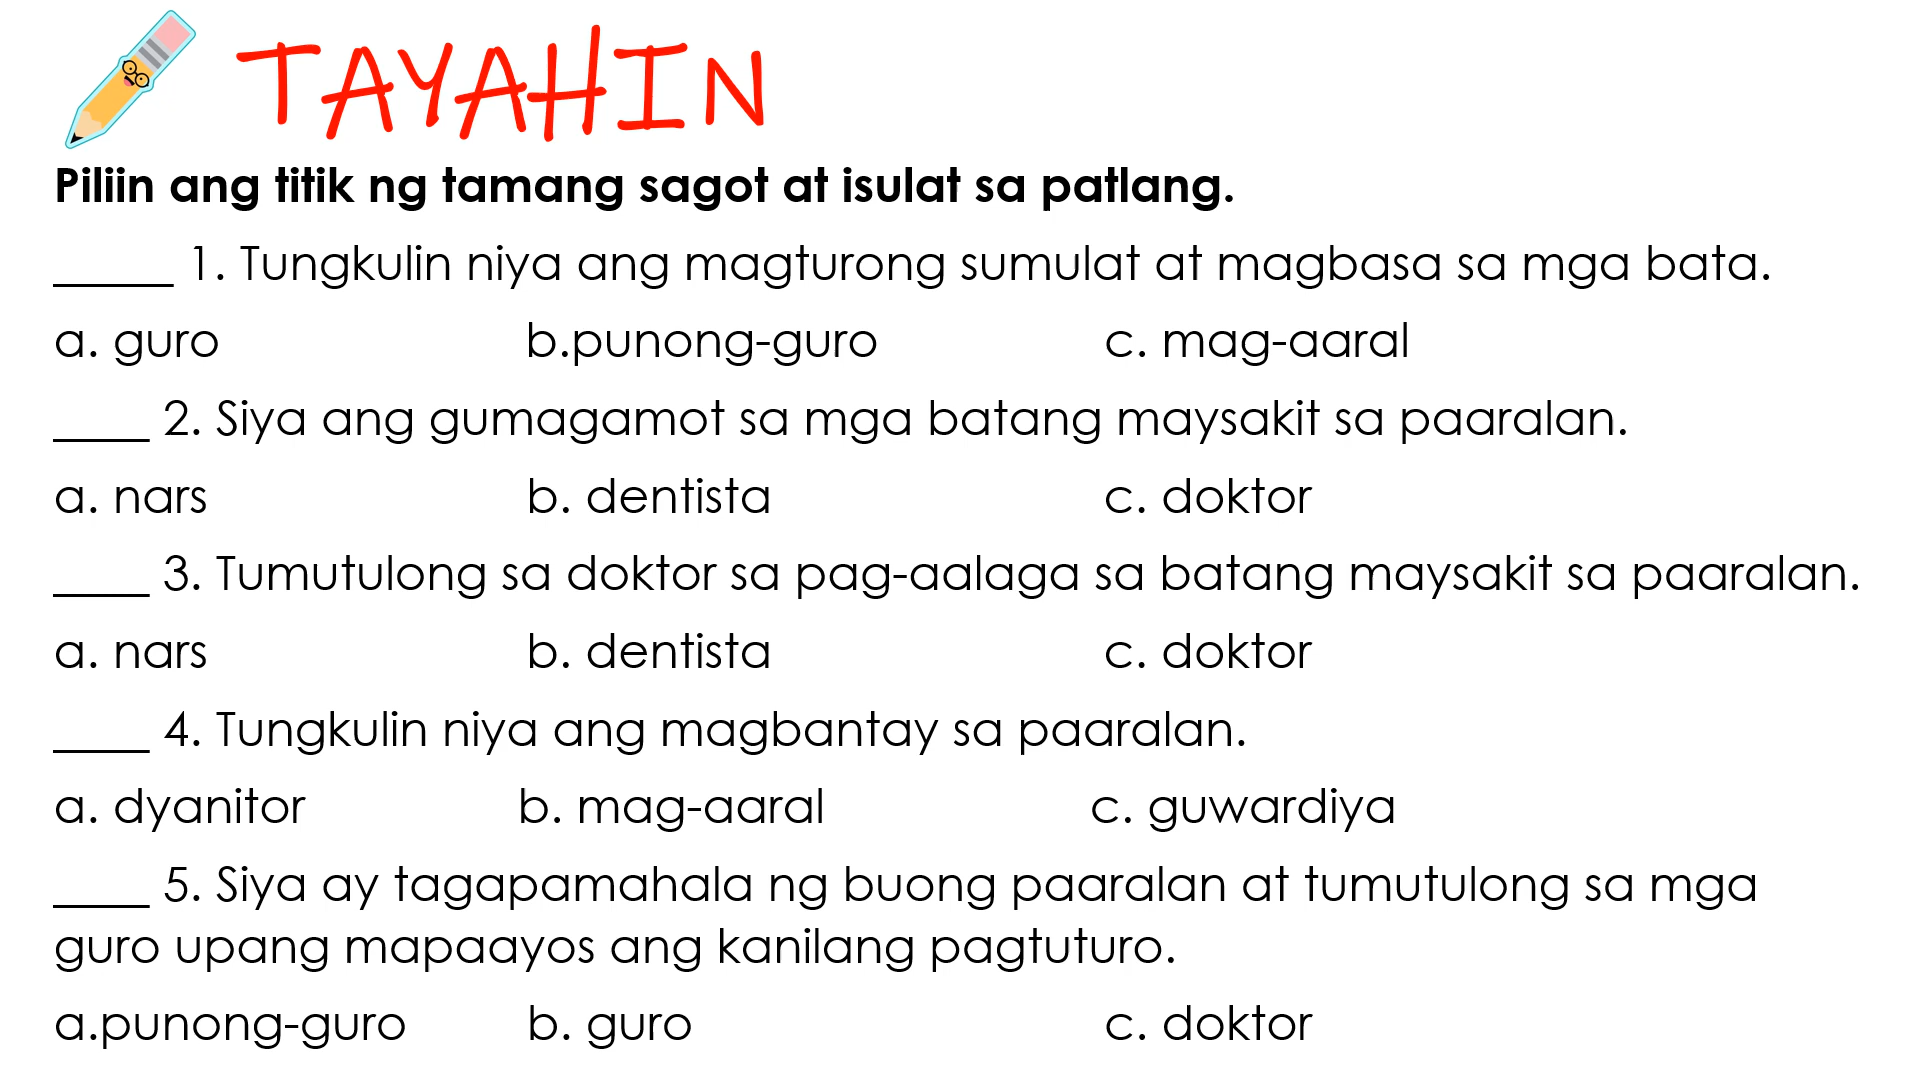 TAYAHIN
Piliin ang titik ng tamang sagot at isulat sa patlang.
_____ 1. Tungkulin niya ang magturong sumulat at magbasa sa mga bata.
a. guro b.punong-guro c. mag-aaral
____ 2. Siya ang gumagamot sa mga batang maysakit sa paaralan.
a. nars b. dentista c. doktor
____ 3. Tumutulong sa doktor sa pag-aalaga sa batang maysakit sa paaralan.
a. nars b. dentista c. doktor
____ 4. Tungkulin niya ang magbantay sa paaralan.
a. dyanitor b. mag-aaral c. guwardiya
____ 5. Siya ay tagapamahala ng buong paaralan at tumutulong sa mga
guro upang mapaayos ang kanilang pagtuturo.
a.punong-guro b. guro c. doktor